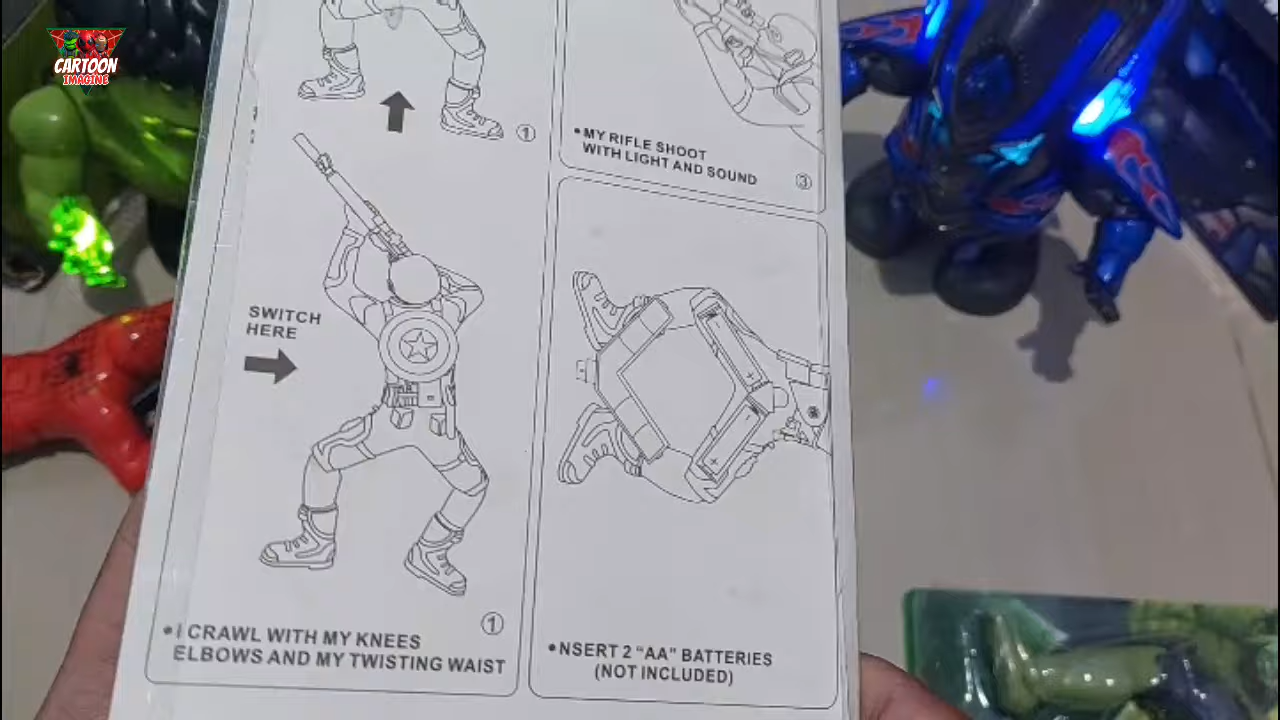 CARTOON
IMAGINE
①
• MY RIFLE SHOOT
WITH LIGHT AND SOUND
③
SWITCH
HERE
①
• I CRAWL WITH MY KNEES
ELBOWS AND MY TWISTING WAIST
• NSERT 2 “AA” BATTERIES
(NOT INCLUDED)